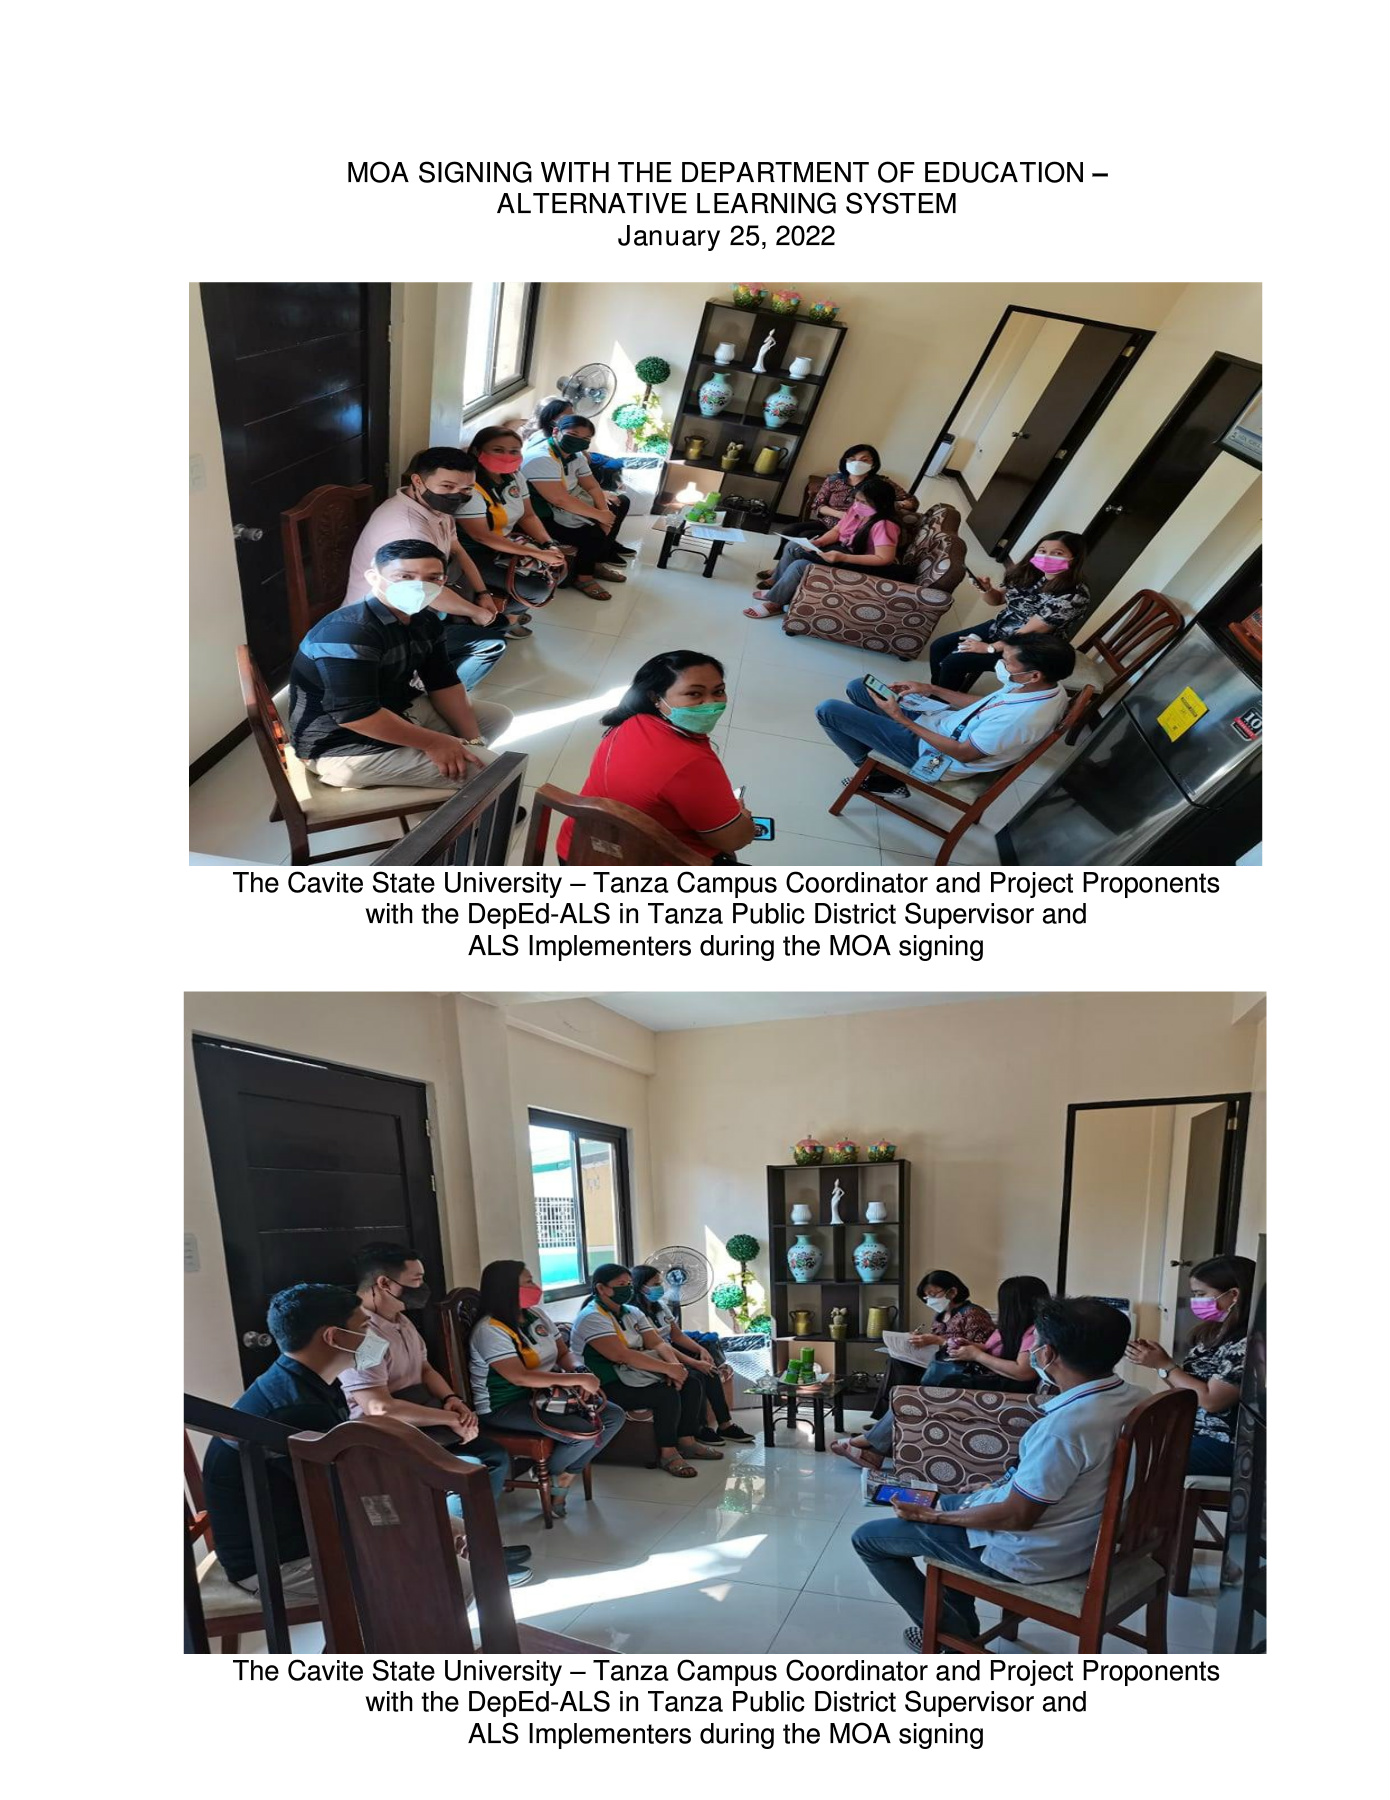 MOA SIGNING WITH THE DEPARTMENT OF EDUCATION –
ALTERNATIVE LEARNING SYSTEM
January 25, 2022
10
The Cavite State University – Tanza Campus Coordinator and Project Proponents
with the DepEd-ALS in Tanza Public District Supervisor and
ALS Implementers during the MOA signing
The Cavite State University – Tanza Campus Coordinator and Project Proponents
with the DepEd-ALS in Tanza Public District Supervisor and
ALS Implementers during the MOA signing